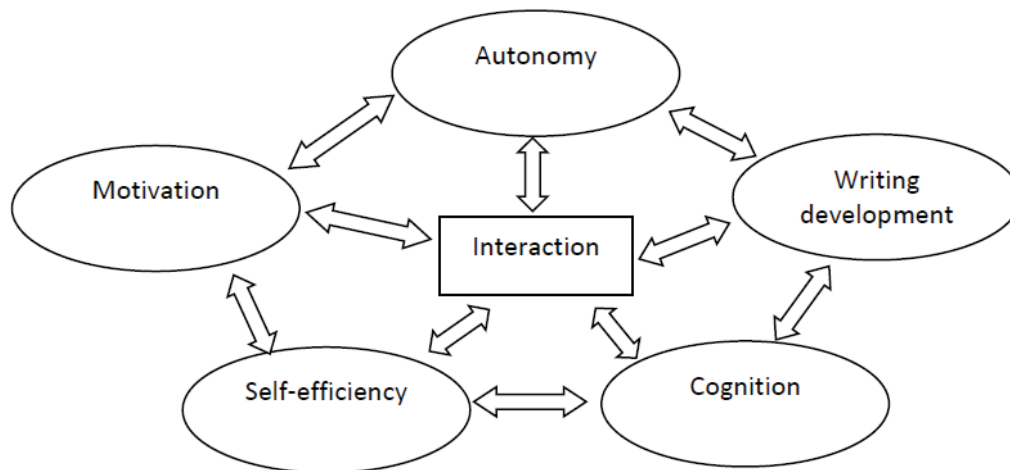 Autonomy
Motivation
Writing
development
Interaction
Self-efficiency
Cognition